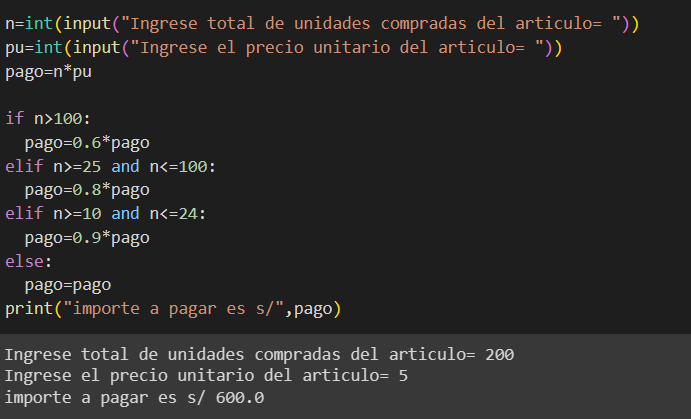 n=int(input("Ingrese total de unidades compradas del articulo= "))
pu=int(input("Ingrese el precio unitario del articulo= "))
pago=n*pu

if n>100:
  pago=0.6*pago
elif n>=25 and n<=100:
  pago=0.8*pago
elif n>=10 and n<=24:
  pago=0.9*pago
else:
  pago=pago
print("importe a pagar es s/",pago)

Ingrese total de unidades compradas del articulo= 200
Ingrese el precio unitario del articulo= 5
importe a pagar es s/ 600.0